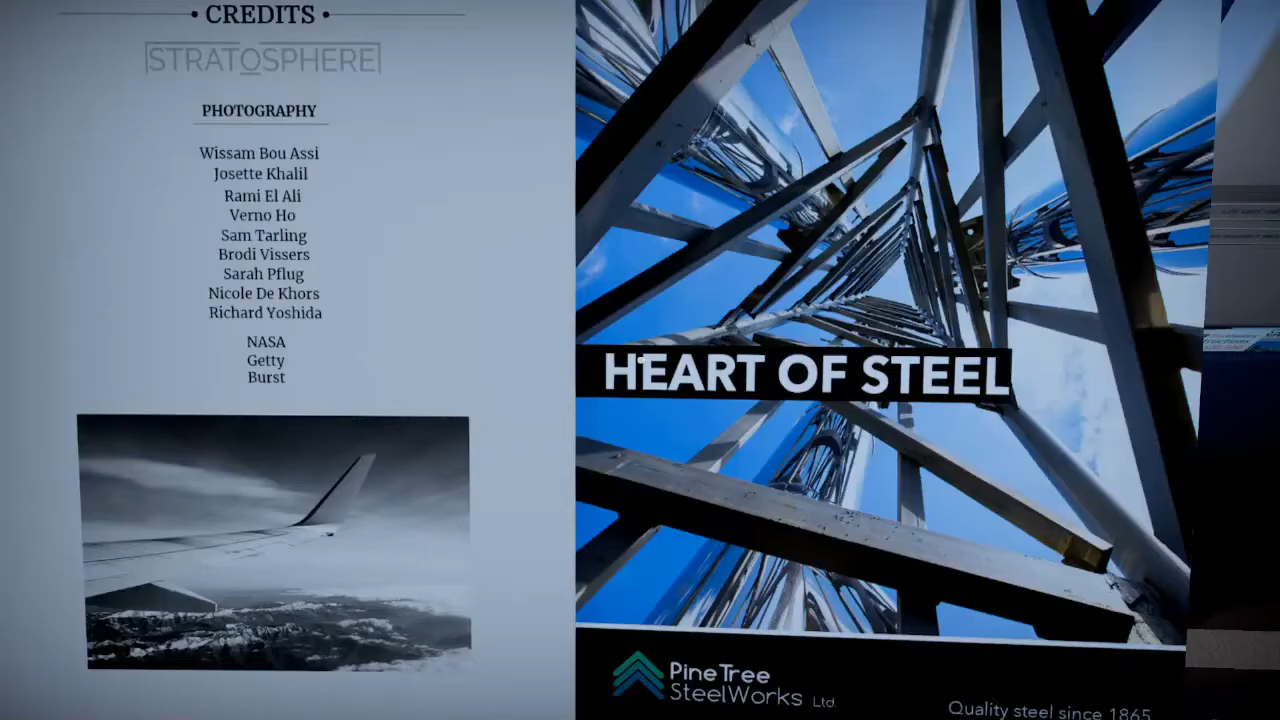 • CREDITS •
STRATOSPHERE
PHOTOGRAPHY
Wissam Bou Assi
Josette Khalil
Rami El Ali
Verno Ho
Sam Tarling
Brodi Vissers
Sarah Pflug
Nicole De Khors
Richard Yoshida
NASA
Getty
Burst
HEART OF STEEL
PineTree
SteelWorks Ltd.
Quality steel since 1865